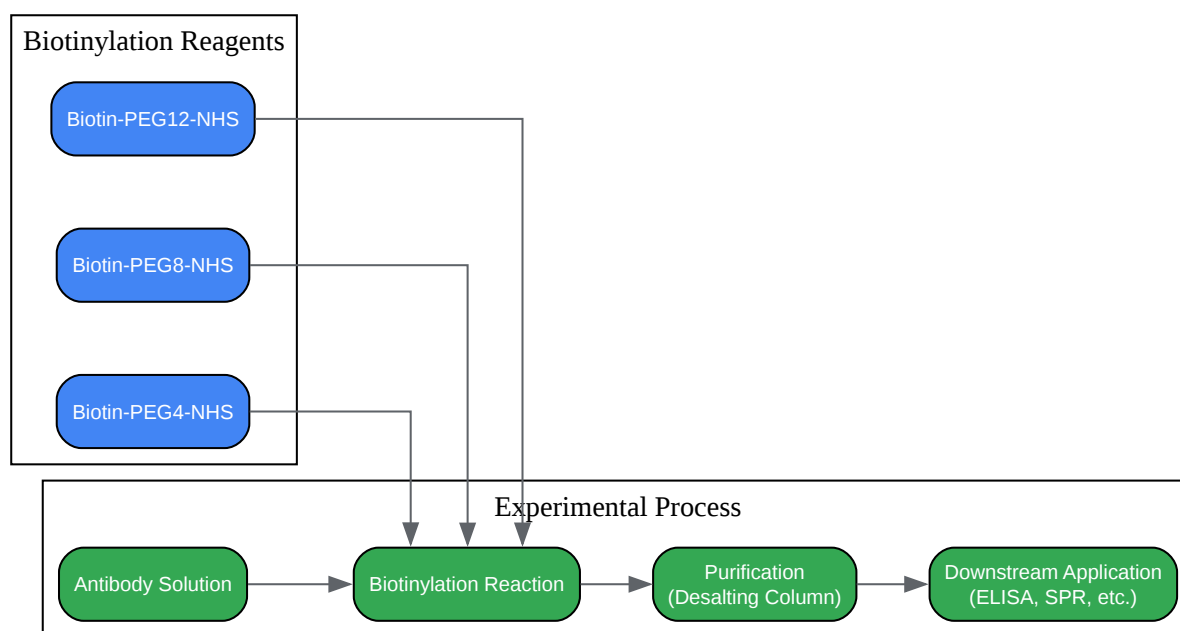 Biotinylation Reagents
Biotin-PEG12-NHS
Biotin-PEG8-NHS
Biotin-PEG4-NHS
Experimental Process
Antibody Solution
Biotinylation Reaction
Purification
(Desalting Column)
Downstream Application
(ELISA, SPR, etc.)